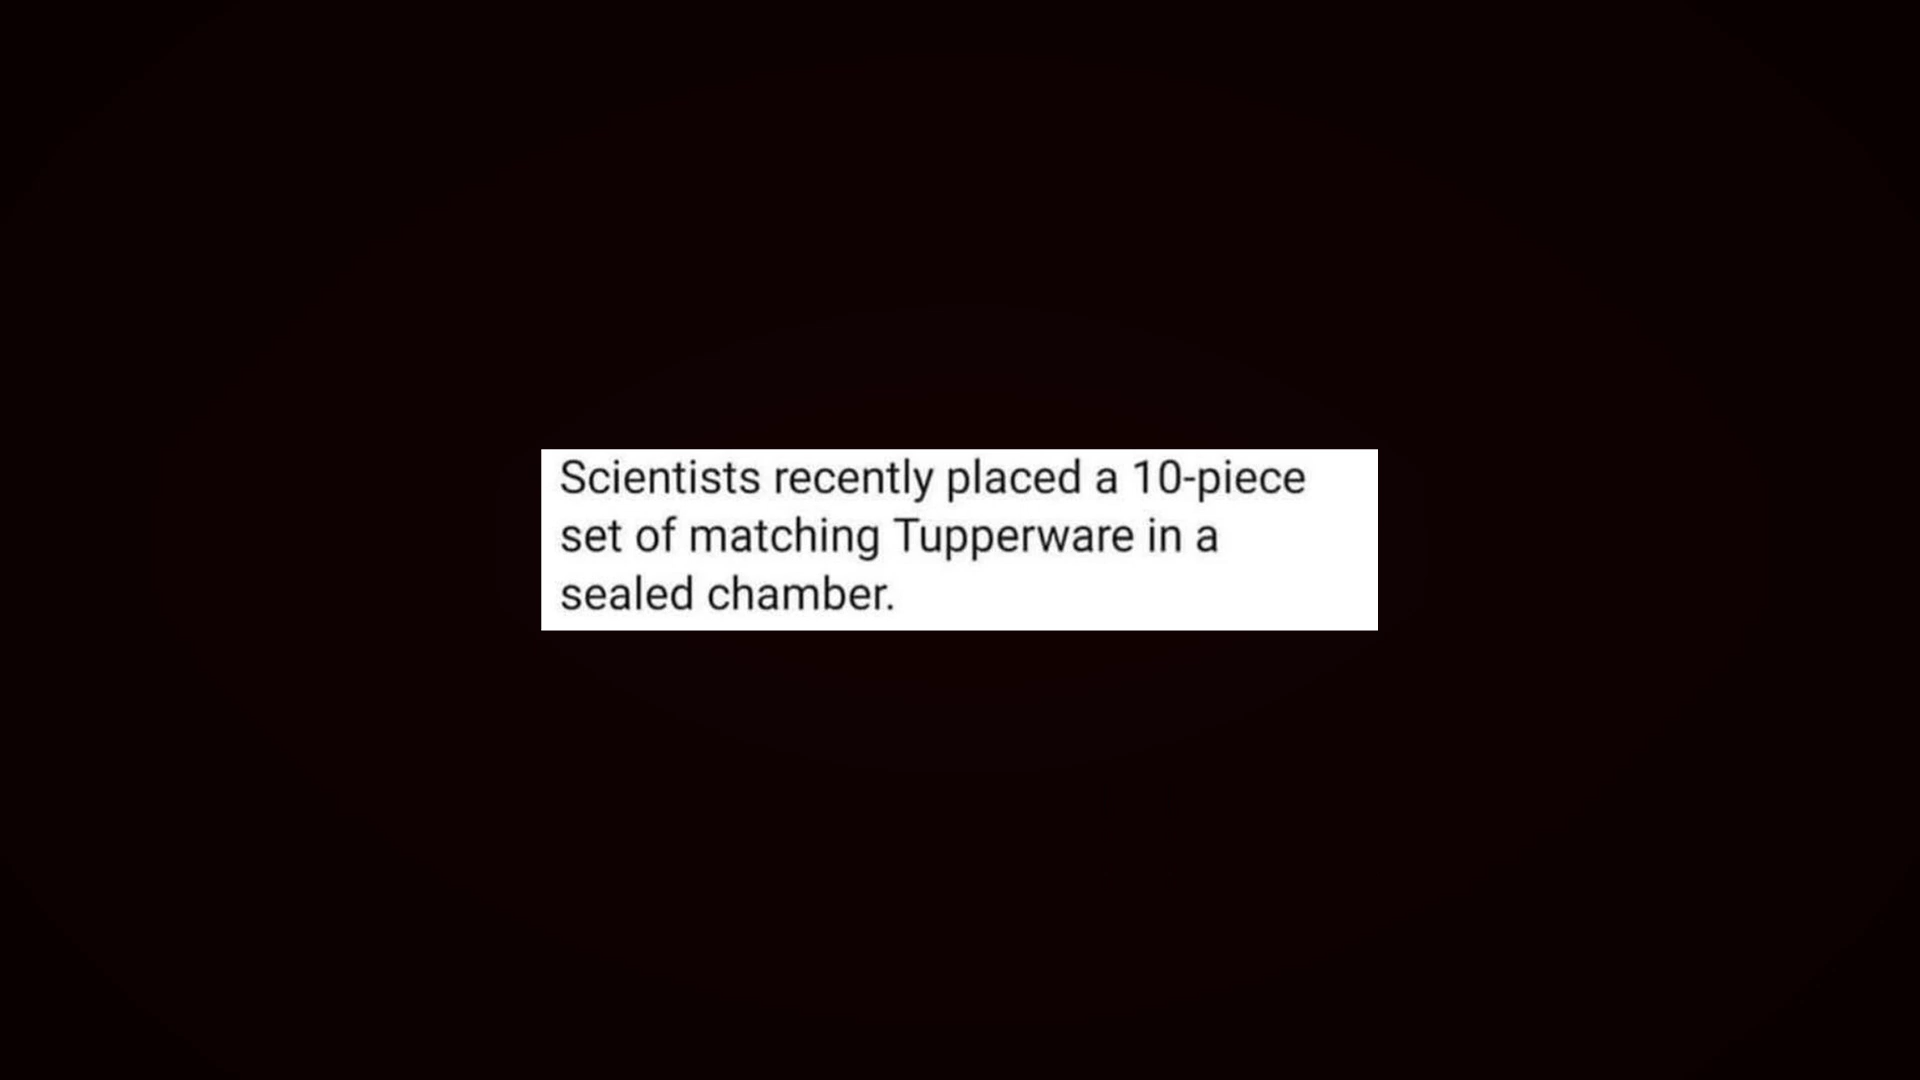 Scientists recently placed a 10-piece
set of matching Tupperware in a
sealed chamber.